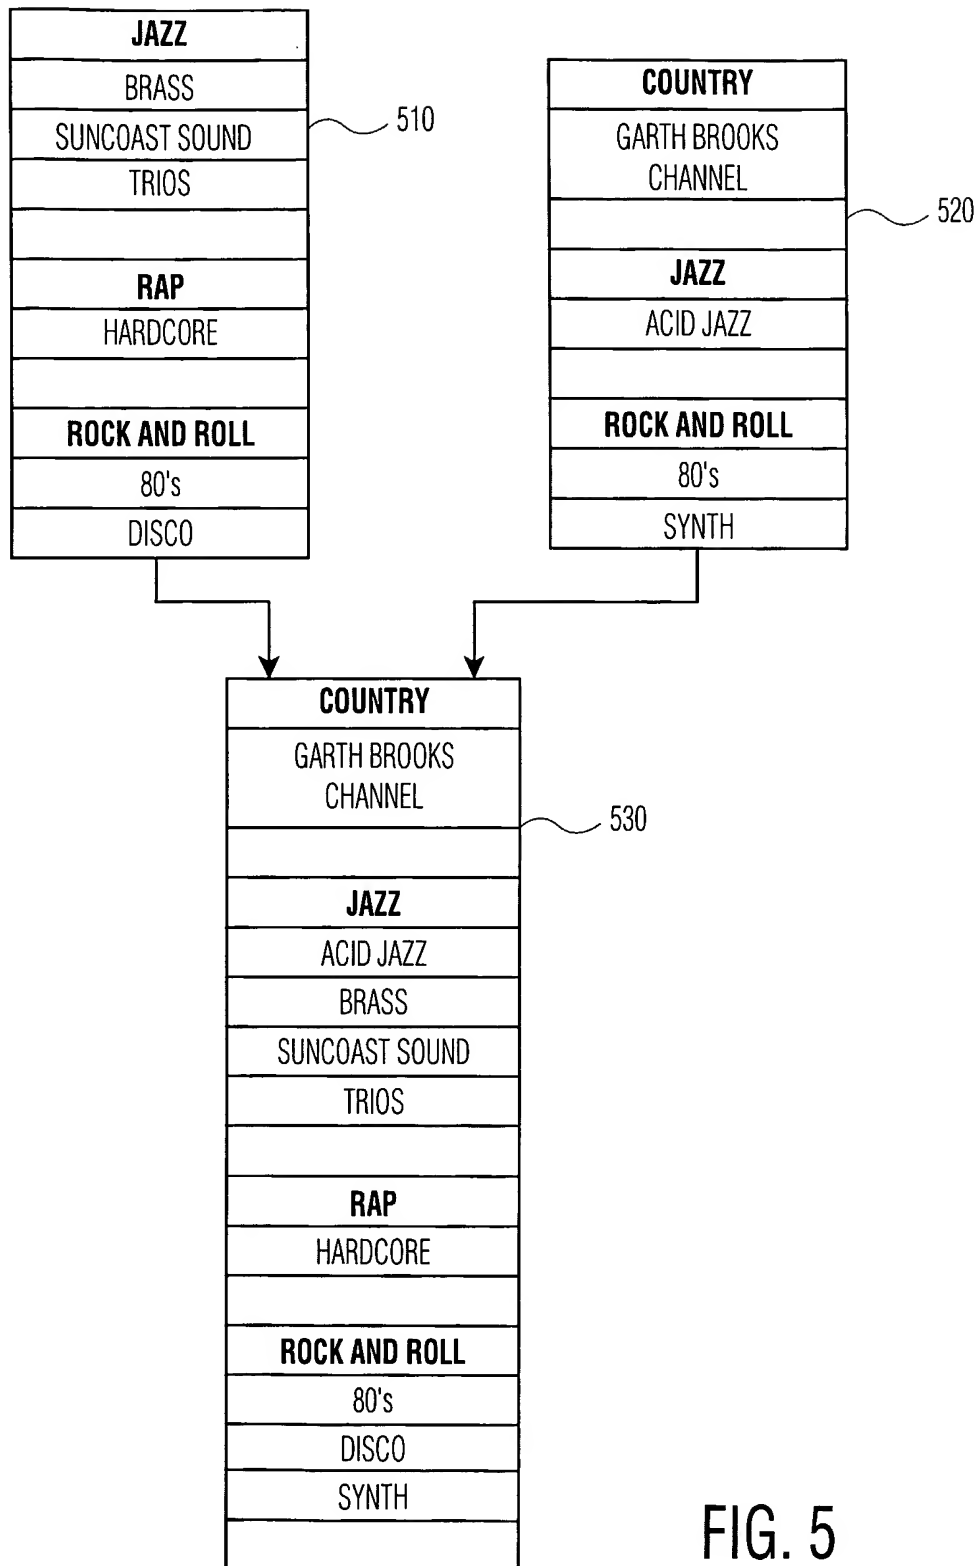 JAZZ
BRASS
SUNCOAST SOUND
TRIOS
RAP
HARDCORE
ROCK AND ROLL
80's
DISCO
510
COUNTRY
GARTH BROOKS
CHANNEL
JAZZ
ACID JAZZ
ROCK AND ROLL
80's
SYNTH
520
COUNTRY
GARTH BROOKS
CHANNEL
JAZZ
ACID JAZZ
BRASS
SUNCOAST SOUND
TRIOS
RAP
HARDCORE
ROCK AND ROLL
80's
DISCO
SYNTH
530
FIG. 5